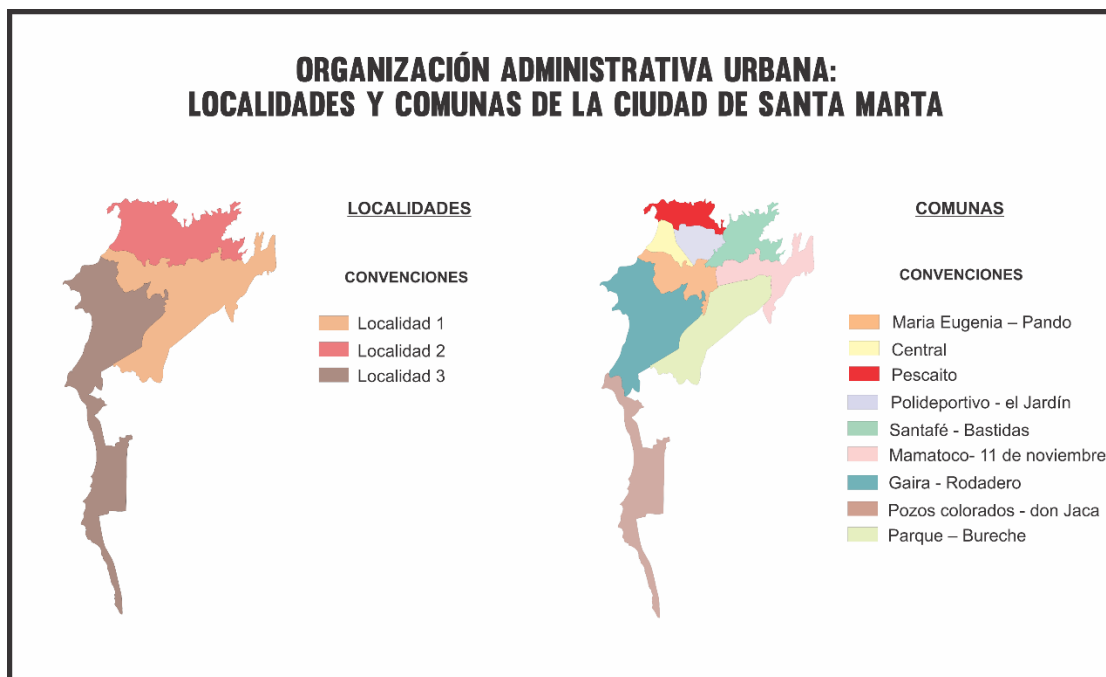 ORGANIZACIÓN ADMINISTRATIVA URBANA:
LOCALIDADES Y COMUNAS DE LA CIUDAD DE SANTA MARTA
LOCALIDADES
CONVENCIONES
Localidad 1
Localidad 2
Localidad 3
COMUNAS
CONVENCIONES
Maria Eugenia – Pando
Central
Pescaito
Polideportivo - el Jardín
Santafé - Bastidas
Mamatoco- 11 de noviembre
Gaira - Rodadero
Pozos colorados - don Jaca
Parque – Bureche